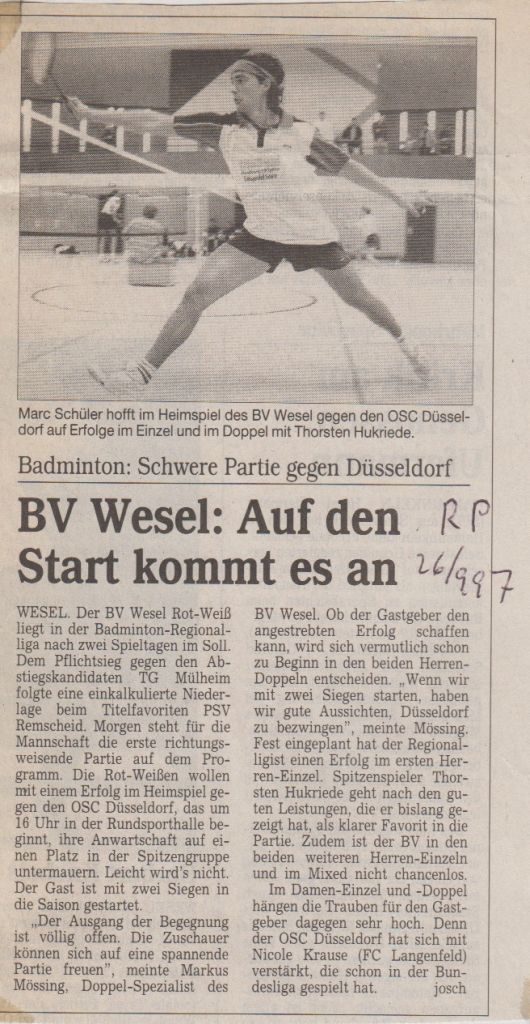 Marc Schüler hofft im Heimspiel des BV Wesel gegen den OSC Düssel-
dorf auf Erfolge im Einzel und im Doppel mit Thorsten Hukriede.
Badminton: Schwere Partie gegen Düsseldorf
BV Wesel: Auf den
Start kommt es an
RP
26/997
WESEL. Der BV Wesel Rot-Weiß
liegt in der Badminton-Regional-
liga nach zwei Spieltagen im Soll.
Dem Pflichtsieg gegen den Ab-
stiegskandidaten TG Mülheim
folgte eine einkalkulierte Nieder-
lage beim Titelfavoriten PSV
Remscheid. Morgen steht für die
Mannschaft die erste richtungs-
weisende Partie auf dem Pro-
gramm. Die Rot-Weißen wollen
mit einem Erfolg im Heimspiel ge-
gen den OSC Düsseldorf, das um
16 Uhr in der Rundsporthalle be-
ginnt, ihre Anwartschaft auf ei-
nen Platz in der Spitzengruppe
untermauern. Leicht wird's nicht.
Der Gast ist mit zwei Siegen in
die Saison gestartet.
„Der Ausgang der Begegnung
ist völlig offen. Die Zuschauer
können sich auf eine spannende
Partie freuen”, meinte Markus
Mössing, Doppel-Spezialist des
BV Wesel. Ob der Gastgeber den
angestrebten Erfolg schaffen
kann, wird sich vermutlich schon
zu Beginn in den beiden Herren-
Doppeln entscheiden. „Wenn wir
mit zwei Siegen starten, haben
wir gute Aussichten, Düsseldorf
zu bezwingen”, meinte Mössing.
Fest eingeplant hat der Regional-
ligist einen Erfolg im ersten Her-
ren-Einzel. Spitzenspieler Thor-
sten Hukriede geht nach den gu-
ten Leistungen, die er bislang ge-
zeigt hat, als klarer Favorit in die
Partie. Zudem ist der BV in den
beiden weiteren Herren-Einzeln
und im Mixed nicht chancenlos.
Im Damen-Einzel und -Doppel
hängen die Trauben für den Gast-
geber dagegen sehr hoch. Denn
der OSC Düsseldorf hat sich mit
Nicole Krause (FC Langenfeld)
verstärkt, die schon in der Bun-
desliga gespielt hat. josch